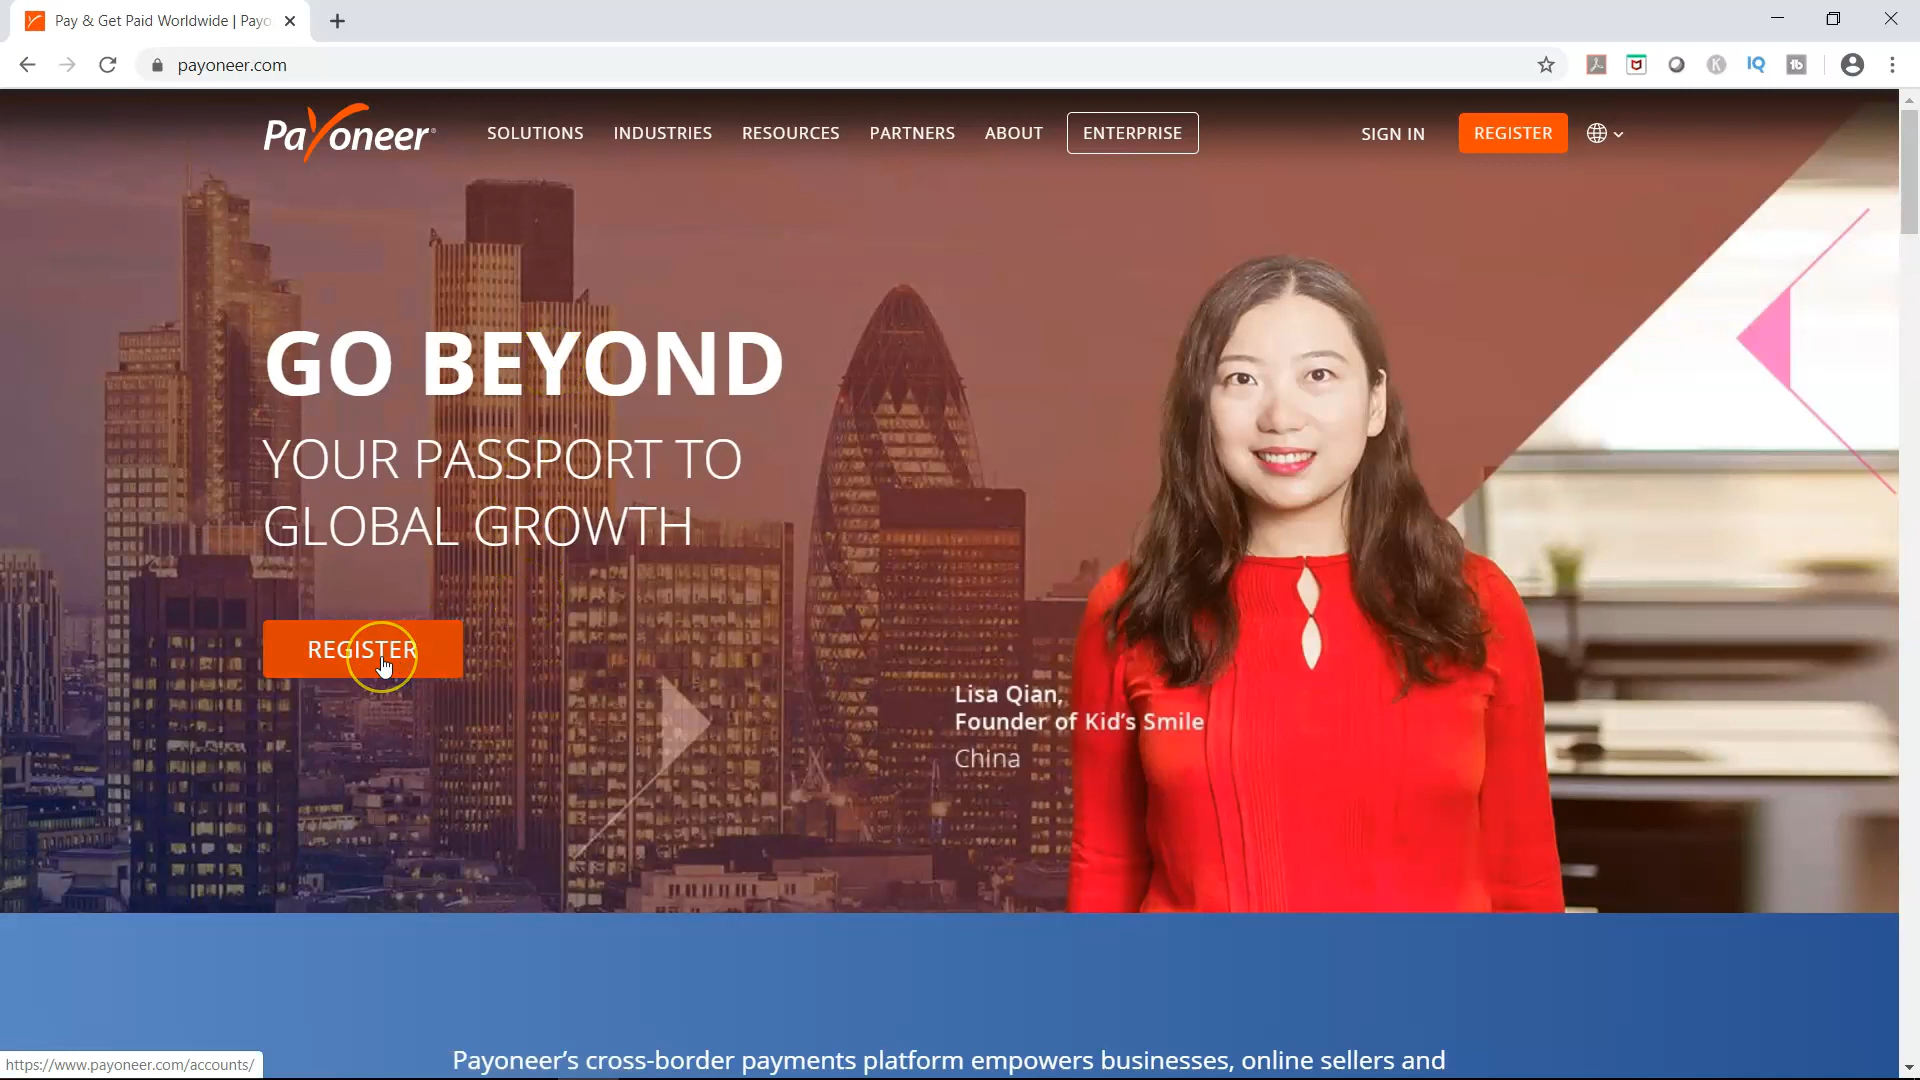 Pay & Get Paid Worldwide | Payo
payoneer.com
Payoneer
SOLUTIONS
INDUSTRIES
RESOURCES
PARTNERS
ABOUT
ENTERPRISE
SIGN IN
REGISTER
GO BEYOND
YOUR PASSPORT TO
GLOBAL GROWTH
REGISTER
Lisa Qian,
Founder of Kid's Smile
China
Payoneer's cross-border payments platform empowers businesses, online sellers and
https://www.payoneer.com/accounts/
K
IQ
tb